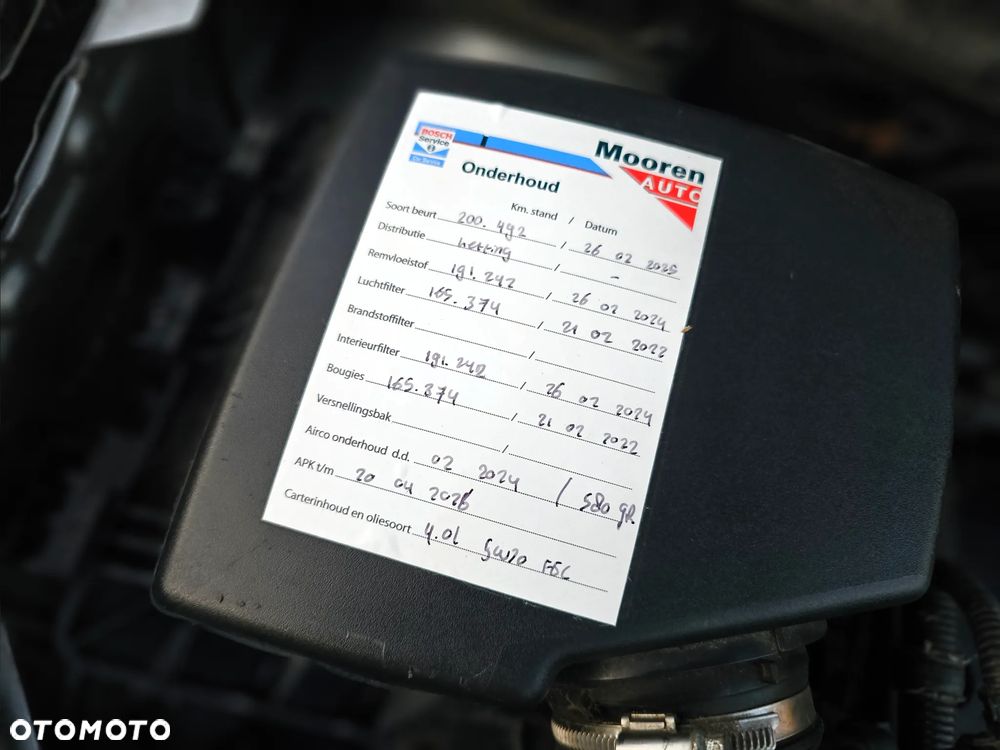 BOSCH
Service
Mooren
AUTO
Onderhoud
Km. stand / Datum
Soort beurt 200.492 / 26 02 2025
Distributie ketting / -
Remvloeistof 191.242 / 26 02 2024
Luchtfilter 165.374 / 21 02 2022
Brandstoffilter /
Interieurfilter 191.242 / 26 02 2024
Bougies 165.374 / 21 02 2022
Versnellingsbak /
Airco onderhoud d.d. 02 2024 / 580 gR
APK t/m 20 04 2026
Carterinhoud en oliesoort 4.0l 5w20
OTOMOTO